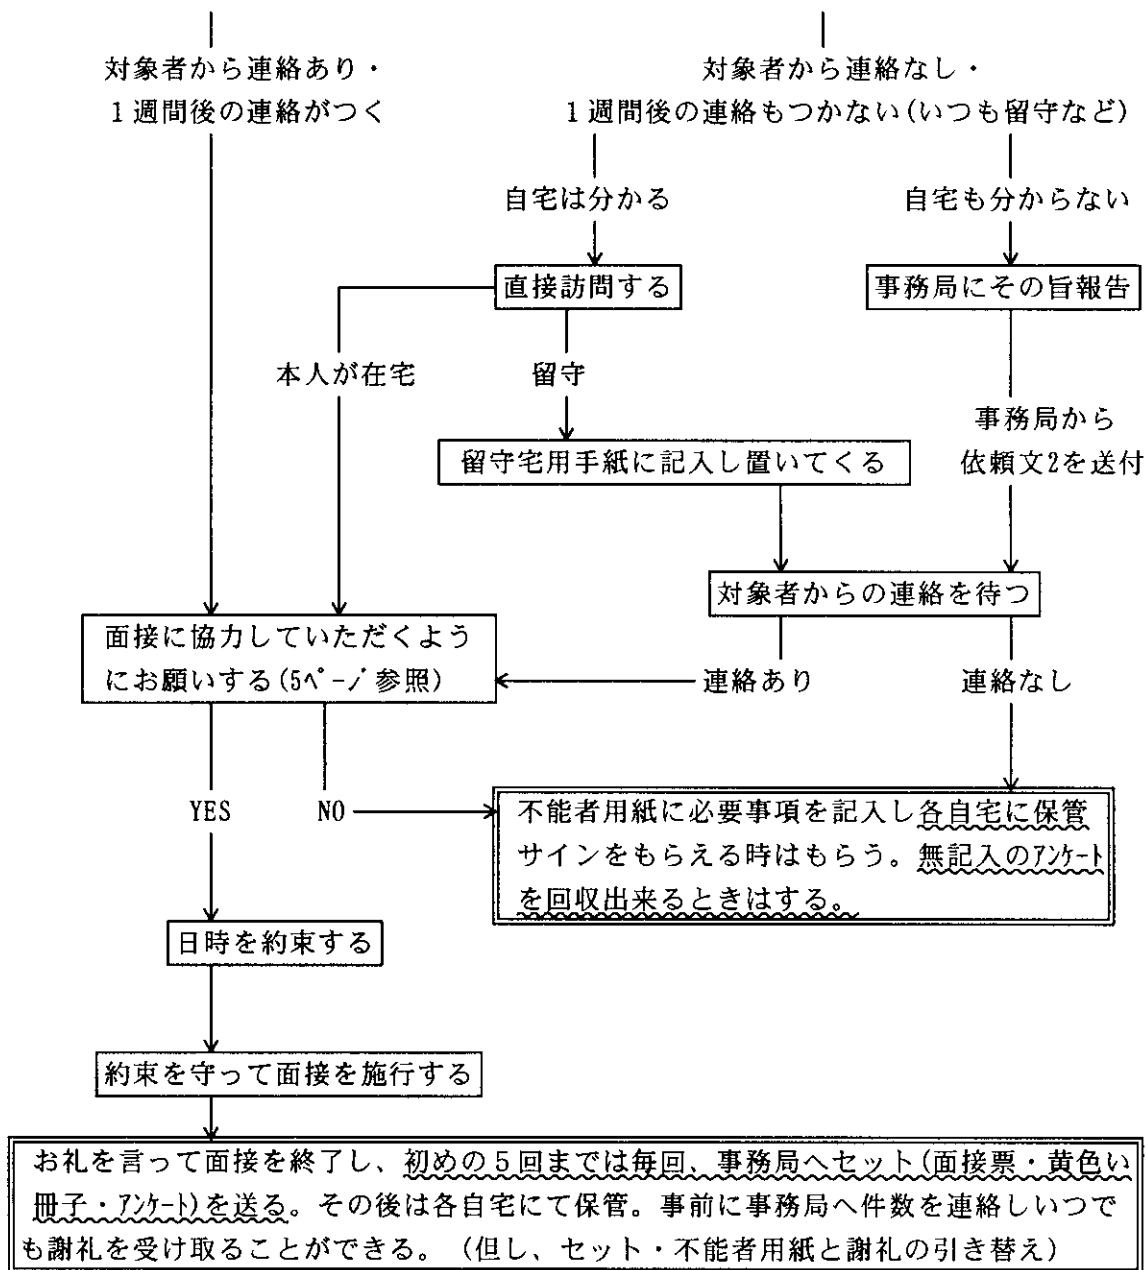 対象者から連絡あり・
1週間後の連絡がつく
対象者から連絡なし・
1週間後の連絡もつかない(いつも留守など)
自宅は分かる
自宅も分からない
直接訪問する
事務局にその旨報告
本人が在宅
留守
事務局から
依頼文2を送付
留守宅用手紙に記入し置いてくる
対象者からの連絡を待つ
面接に協力していただくよう
にお願いする(5ページ参照)
連絡あり
連絡なし
YES
NO
不能者用紙に必要事項を記入し各自宅に保管
サインをもらえる時はもらう。無記入のアンケート
を回収出来るときはする。
日時を約束する
約束を守って面接を施行する
お礼を言って面接を終了し、初めの5回までは毎回、事務局へセット(面接票・黄色い
冊子・アンケート)を送る。その後は各自宅にて保管。事前に事務局へ件数を連絡しいつで
も謝礼を受け取ることができる。(但し、セット・不能者用紙と謝礼の引き替え)